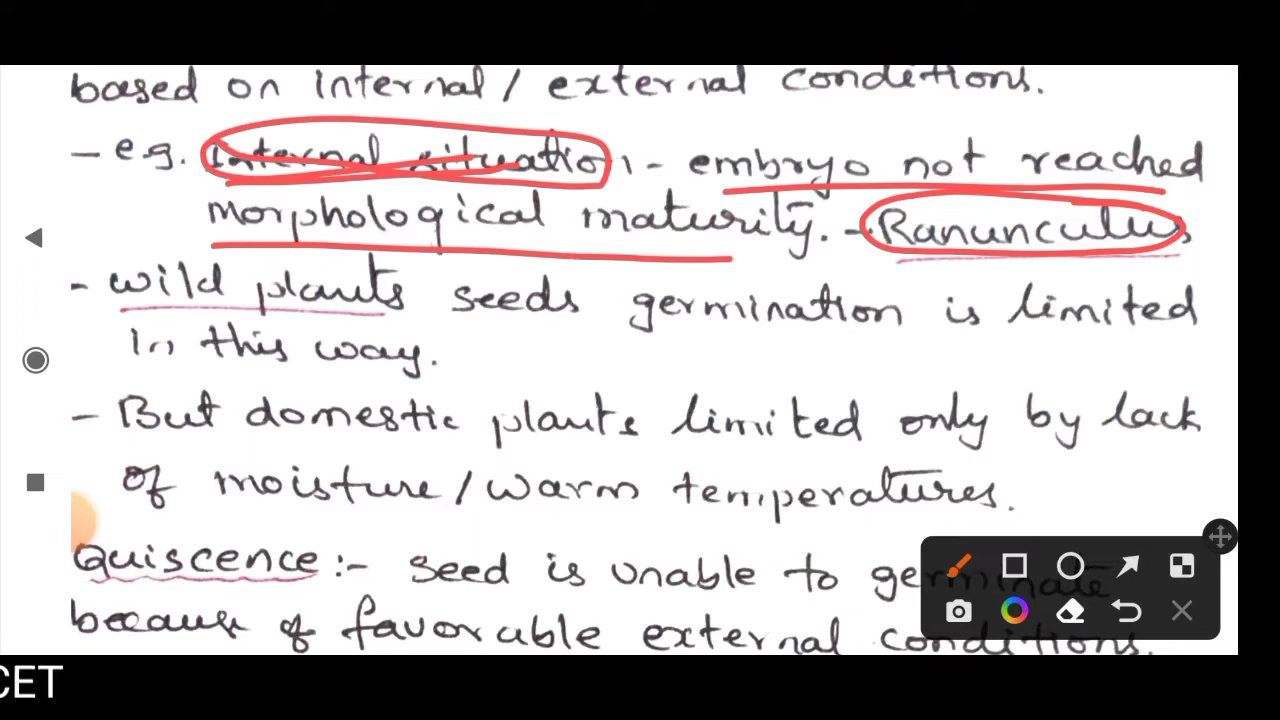 based on internal / external conditions.
- e.g. internal situation - embryo not reached
morphological maturity. - Ranunculus
- wild plants seeds germination is limited
in this way.
- But domestic plants limited only by lack
of moisture / warm temperatures.
Quiscence :- seed is unable to germinate
because of favorable external conditions.
CET